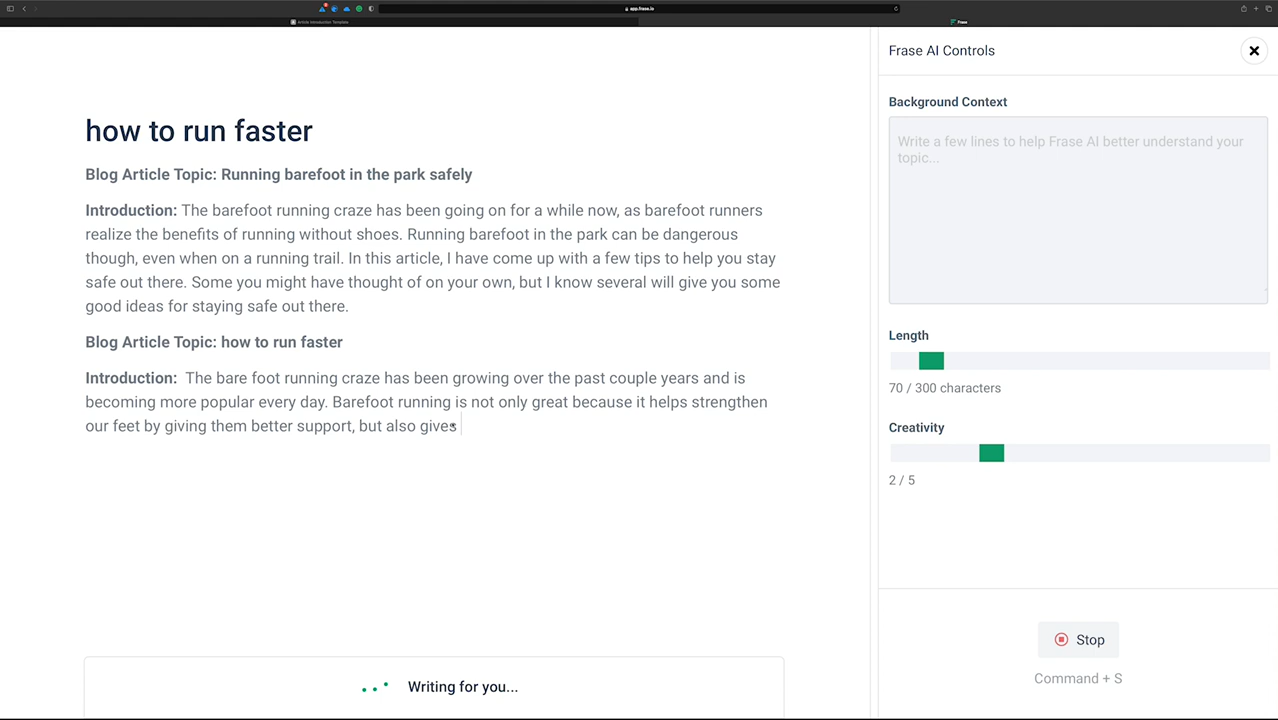 app.frase.io
Article Introduction Template
Frase
how to run faster
Blog Article Topic: Running barefoot in the park safely
Introduction: The barefoot running craze has been going on for a while now, as barefoot runners
realize the benefits of running without shoes. Running barefoot in the park can be dangerous
though, even when on a running trail. In this article, I have come up with a few tips to help you stay
safe out there. Some you might have thought of on your own, but I know several will give you some
good ideas for staying safe out there.
Blog Article Topic: how to run faster
Introduction:  The bare foot running craze has been growing over the past couple years and is
becoming more popular every day. Barefoot running is not only great because it helps strengthen
our feet by giving them better support, but also gives
Writing for you...
Frase AI Controls
Background Context
Write a few lines to help Frase AI better understand your
topic...
Length
70 / 300 characters
Creativity
2 / 5
Stop
Command + S